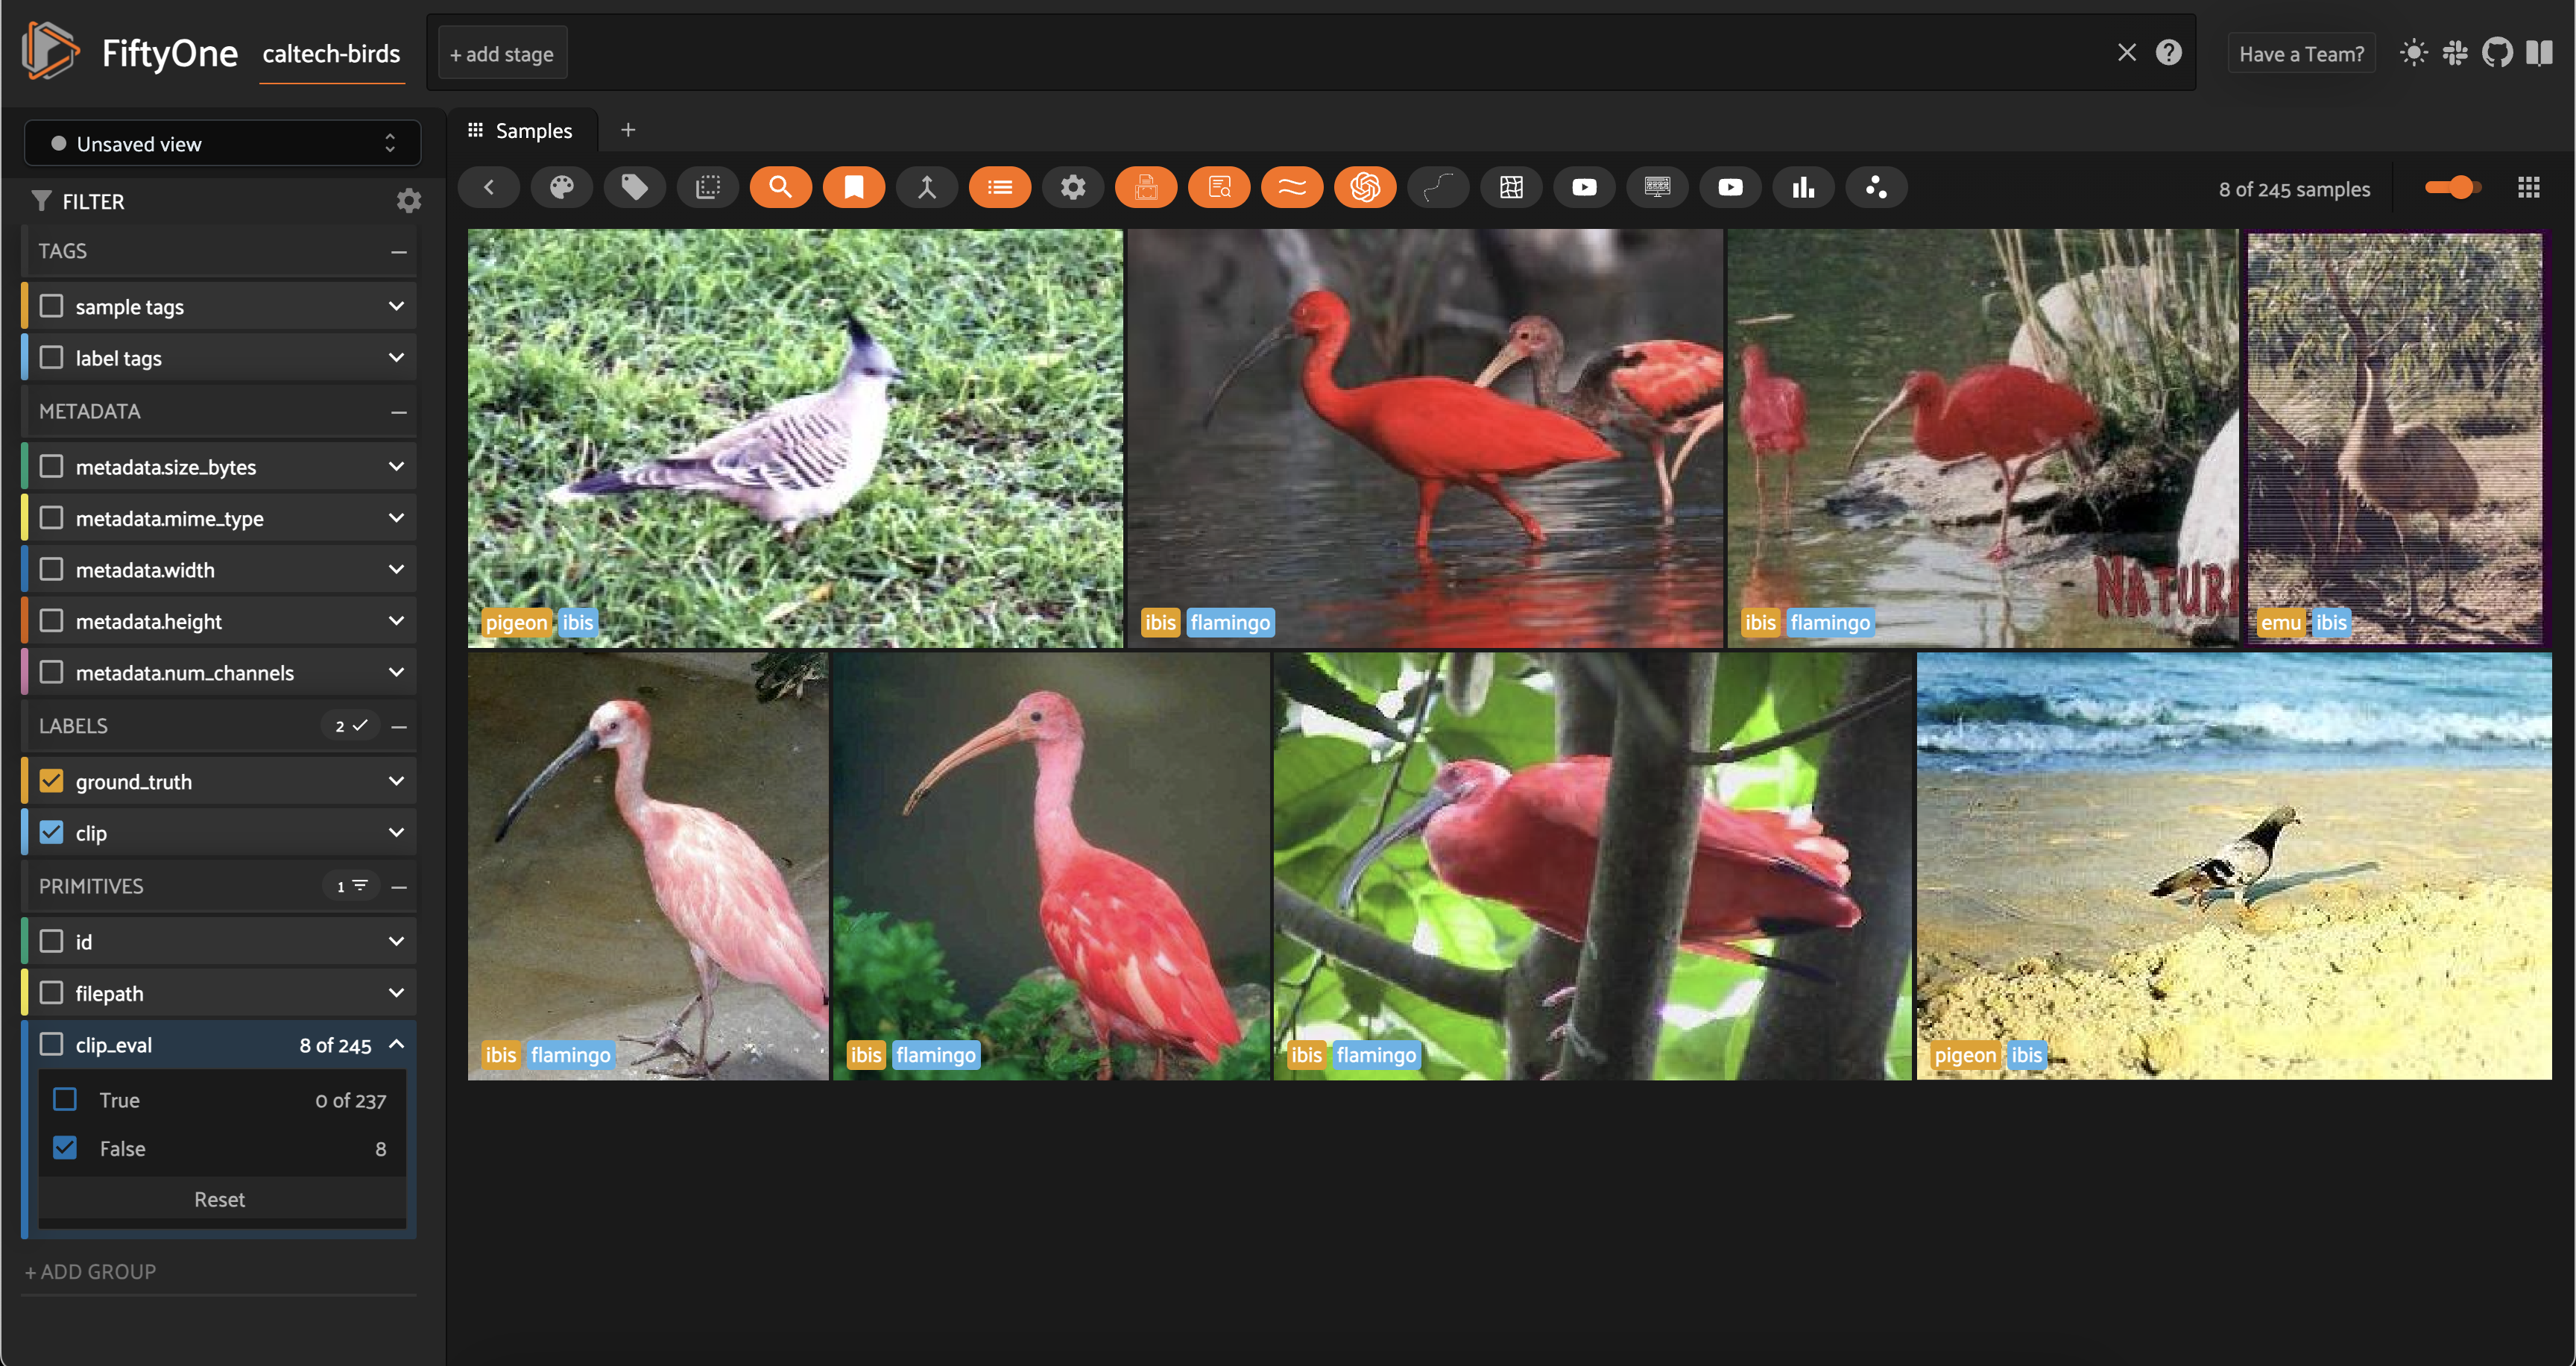 FiftyOne
caltech-birds
+ add stage
Have a Team?
Unsaved view
Samples
FILTER
8 of 245 samples
TAGS
sample tags
label tags
METADATA
metadata.size_bytes
metadata.mime_type
metadata.width
metadata.height
metadata.num_channels
LABELS
2
ground_truth
clip
PRIMITIVES
1
id
filepath
clip_eval 8 of 245
True 0 of 237
False 8
Reset
+ ADD GROUP
pigeon ibis
ibis flamingo
NATUR
ibis flamingo
emu ibis
ibis flamingo
ibis flamingo
ibis flamingo
pigeon ibis